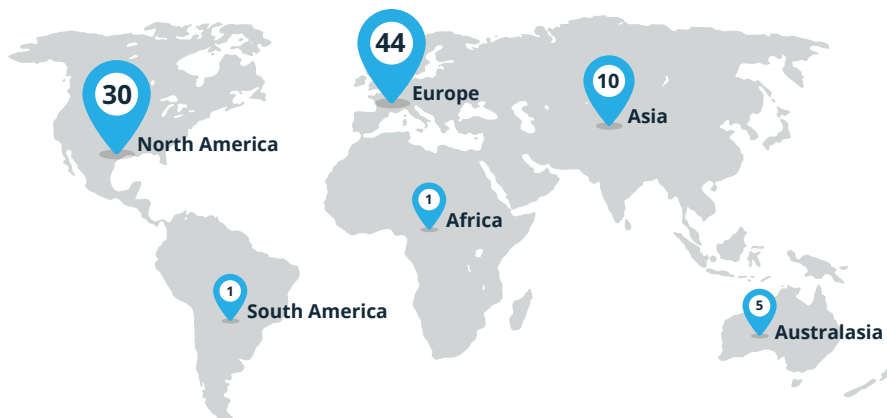 44
Europe
30
North America
10
Asia
1
Africa
1
South America
5
Australasia